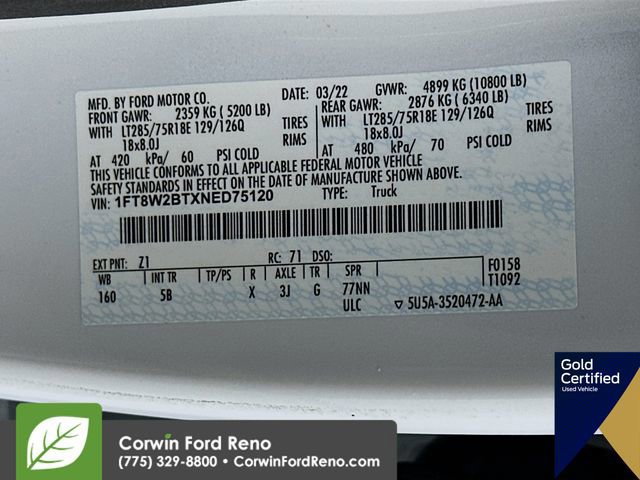 MFD. BY FORD MOTOR CO.
DATE: 03/22
GVWR: 4899 KG (10800 LB)
FRONT GAWR: 2359 KG ( 5200 LB)
REAR GAWR: 2876 KG ( 6340 LB)
WITH LT285/75R18E 129/126Q TIRES
WITH LT285/75R18E 129/126Q TIRES
18x8.0J RIMS
18x8.0J RIMS
AT 420 kPa/ 60 PSI COLD
AT 480 kPa/ 70 PSI COLD
THIS VEHICLE CONFORMS TO ALL APPLICABLE FEDERAL MOTOR VEHICLE
SAFETY STANDARDS IN EFFECT ON THE DATE OF MANUFACTURE SHOWN ABOVE.
VIN: 1FT8W2BTXNED75120
TYPE: Truck
EXT PNT: Z1
RC: 71 DSO:
WB INT TR TP/PS R AXLE TR SPR
160 5B X 3J G 77NN
ULC
F0158
T1092
▽ 5U5A-3520472-AA
Gold
Certified
Used Vehicle
Corwin Ford Reno
(775) 329-8800 • CorwinFordReno.com